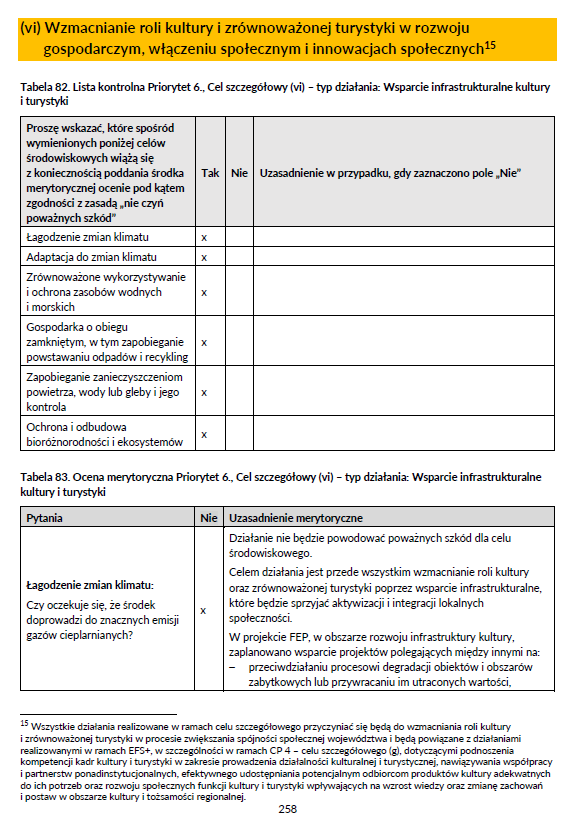 (vi) Wzmacnianie roli kultury i zrównoważonej turystyki w rozwoju
gospodarczym, włączeniu społecznym i innowacjach społecznych15
Tabela 82. Lista kontrolna Priorytet 6., Cel szczegółowy (vi) – typ działania: Wsparcie infrastrukturalne kultury
i turystyki
Proszę wskazać, które spośród
wymienionych poniżej celów
środowiskowych wiążą się
z koniecznością poddania środka
merytorycznej ocenie pod kątem
zgodności z zasadą „nie czyń
poważnych szkód”
Tak
Nie
Uzasadnienie w przypadku, gdy zaznaczono pole „Nie”
Łagodzenie zmian klimatu
x
Adaptacja do zmian klimatu
x
Zrównoważone wykorzystywanie
i ochrona zasobów wodnych
i morskich
x
Gospodarka o obiegu
zamkniętym, w tym zapobieganie
powstawaniu odpadów i recykling
x
Zapobieganie zanieczyszczeniom
powietrza, wody lub gleby i jego
kontrola
x
Ochrona i odbudowa
bioróżnorodności i ekosystemów
x
Tabela 83. Ocena merytoryczna Priorytet 6., Cel szczegółowy (vi) – typ działania: Wsparcie infrastrukturalne
kultury i turystyki
Pytania
Nie
Uzasadnienie merytoryczne
Łagodzenie zmian klimatu:
Czy oczekuje się, że środek
doprowadzi do znacznych emisji
gazów cieplarnianych?
x
Działanie nie będzie powodować poważnych szkód dla celu
środowiskowego.
Celem działania jest przede wszystkim wzmacnianie roli kultury
oraz zrównoważonej turystyki poprzez wsparcie infrastrukturalne,
które będzie sprzyjać aktywizacji i integracji lokalnych
społeczności.
W projekcie FEP, w obszarze rozwoju infrastruktury kultury,
zaplanowano wsparcie projektów polegających między innymi na:
– przeciwdziałaniu procesowi degradacji obiektów i obszarów
zabytkowych lub przywracaniu im utraconych wartości,
15 Wszystkie działania realizowane w ramach celu szczegółowego przyczyniać się będą do wzmacniania roli kultury
i zrównoważonej turystyki w procesie zwiększania spójności społecznej województwa i będą powiązane z działaniami
realizowanymi w ramach EFS+, w szczególności w ramach CP 4 – celu szczegółowego (g), dotyczącymi podnoszenia
kompetencji kadr kultury i turystyki w zakresie prowadzenia działalności kulturalnej i turystycznej, nawiązywania współpracy
i partnerstw ponadinstytucjonalnych, efektywnego udostępniania potencjalnym odbiorcom produktów kultury adekwatnych
do ich potrzeb oraz rozwoju społecznych funkcji kultury i turystyki wpływających na wzrost wiedzy oraz zmianę zachowań
i postaw w obszarze kultury i tożsamości regionalnej.
258